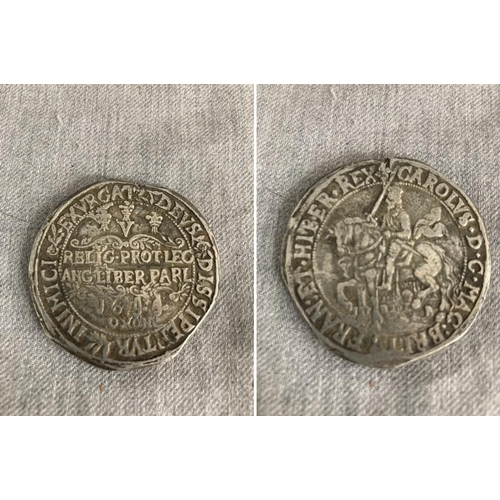 EXVRGAT DEVS DISSIPENTVR INIMICI
V
RELIG·PROT·LEG
ANG·LIBER·PARL
OXON
CAROLVS·D·G·MAG·BRIT·FRAN·ET·HIBER·REX